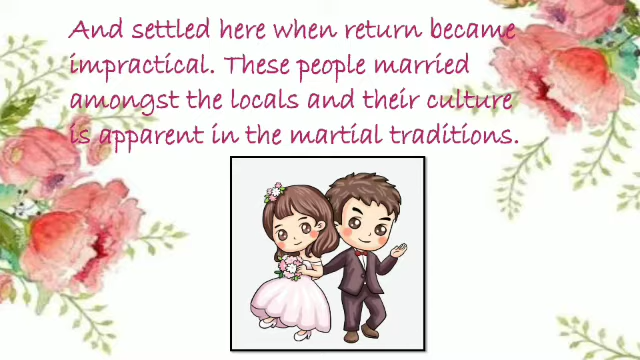 And settled here when return became
impractical. These people married
amongst the locals and their culture
is apparent in the martial traditions.